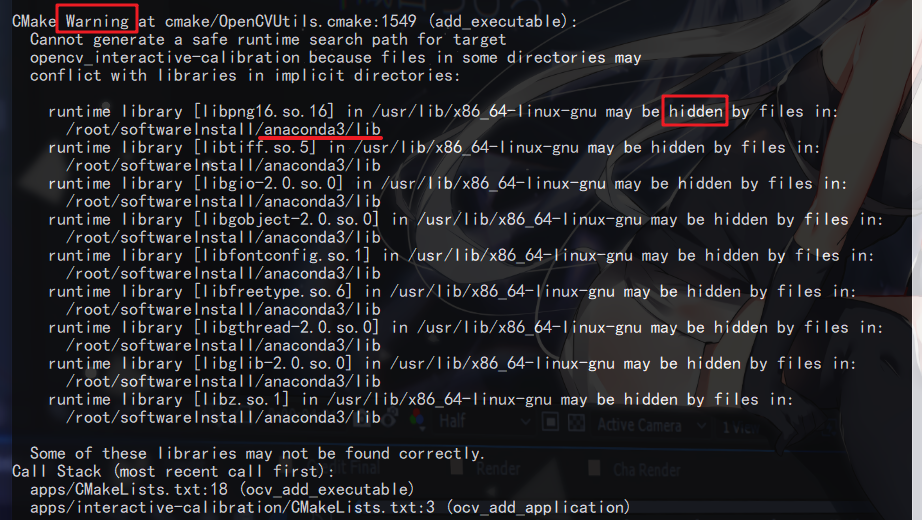 CMake Warning at cmake/OpenCVUtils.cmake:1549 (add_executable):
Cannot generate a safe runtime search path for target
opencv_interactive-calibration because files in some directories may
conflict with libraries in implicit directories:
runtime library [libpng16.so.16] in /usr/lib/x86_64-linux-gnu may be hidden by files in:
/root/softwareInstall/anaconda3/lib
runtime library [libtiff.so.5] in /usr/lib/x86_64-linux-gnu may be hidden by files in:
/root/softwareInstall/anaconda3/lib
runtime library [libgio-2.0.so.0] in /usr/lib/x86_64-linux-gnu may be hidden by files in:
/root/softwareInstall/anaconda3/lib
runtime library [libgobject-2.0.so.0] in /usr/lib/x86_64-linux-gnu may be hidden by files in:
/root/softwareInstall/anaconda3/lib
runtime library [libfontconfig.so.1] in /usr/lib/x86_64-linux-gnu may be hidden by files in:
/root/softwareInstall/anaconda3/lib
runtime library [libfreetype.so.6] in /usr/lib/x86_64-linux-gnu may be hidden by files in:
/root/softwareInstall/anaconda3/lib
runtime library [libgthread-2.0.so.0] in /usr/lib/x86_64-linux-gnu may be hidden by files in:
/root/softwareInstall/anaconda3/lib
runtime library [libglib-2.0.so.0] in /usr/lib/x86_64-linux-gnu may be hidden by files in:
/root/softwareInstall/anaconda3/lib
runtime library [libz.so.1] in /usr/lib/x86_64-linux-gnu may be hidden by files in:
/root/softwareInstall/anaconda3/lib
Half
Active Camera
Some of these libraries may not be found correctly.
Call Stack (most recent call first):
Final
Render
Cha Render
apps/CMakeLists.txt:18 (ocv_add_executable)
apps/interactive-calibration/CMakeLists.txt:3 (ocv_add_application)